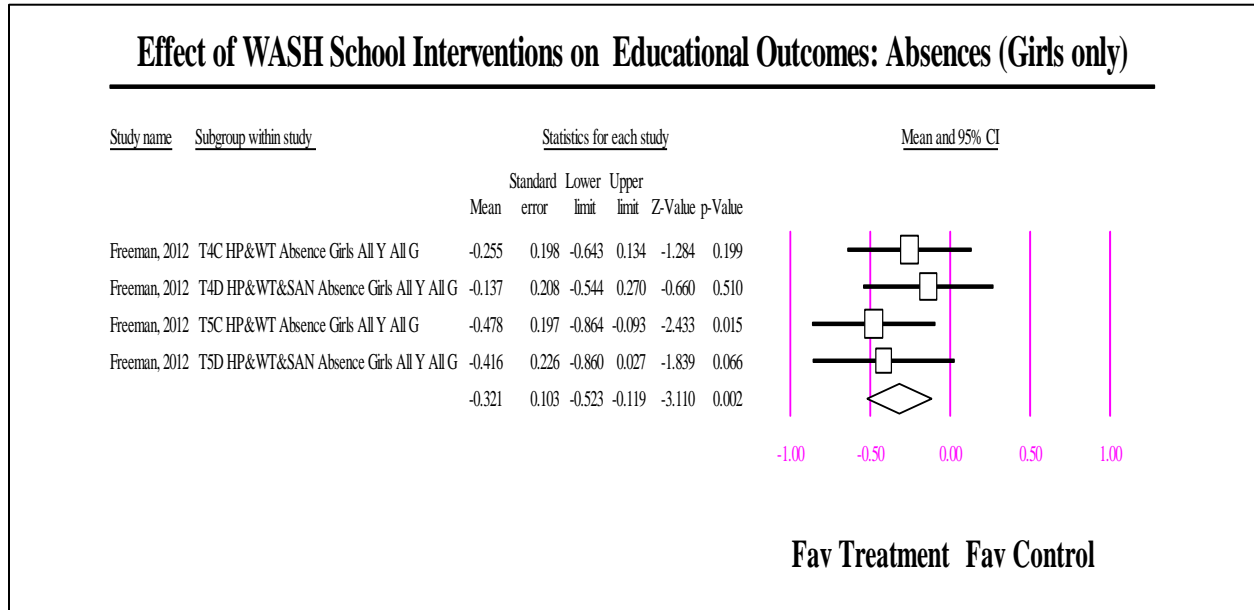 Effect of WASH School Interventions on Educational Outcomes: Absences (Girls only)
Study name Subgroup within study Statistics for each study Mean and 95% CI
Standard Lower Upper
Mean error limit limit Z-Value p-Value
Freeman, 2012 T4C HP&WT Absence Girls All Y All G -0.255 0.198 -0.643 0.134 -1.284 0.199
Freeman, 2012 T4D HP&WT&SAN Absence Girls All Y All G -0.137 0.208 -0.544 0.270 -0.660 0.510
Freeman, 2012 T5C HP&WT Absence Girls All Y All G -0.478 0.197 -0.864 -0.093 -2.433 0.015
Freeman, 2012 T5D HP&WT&SAN Absence Girls All Y All G -0.416 0.226 -0.860 0.027 -1.839 0.066
-0.321 0.103 -0.523 -0.119 -3.110 0.002
-1.00 -0.50 0.00 0.50 1.00
Fav Treatment Fav Control